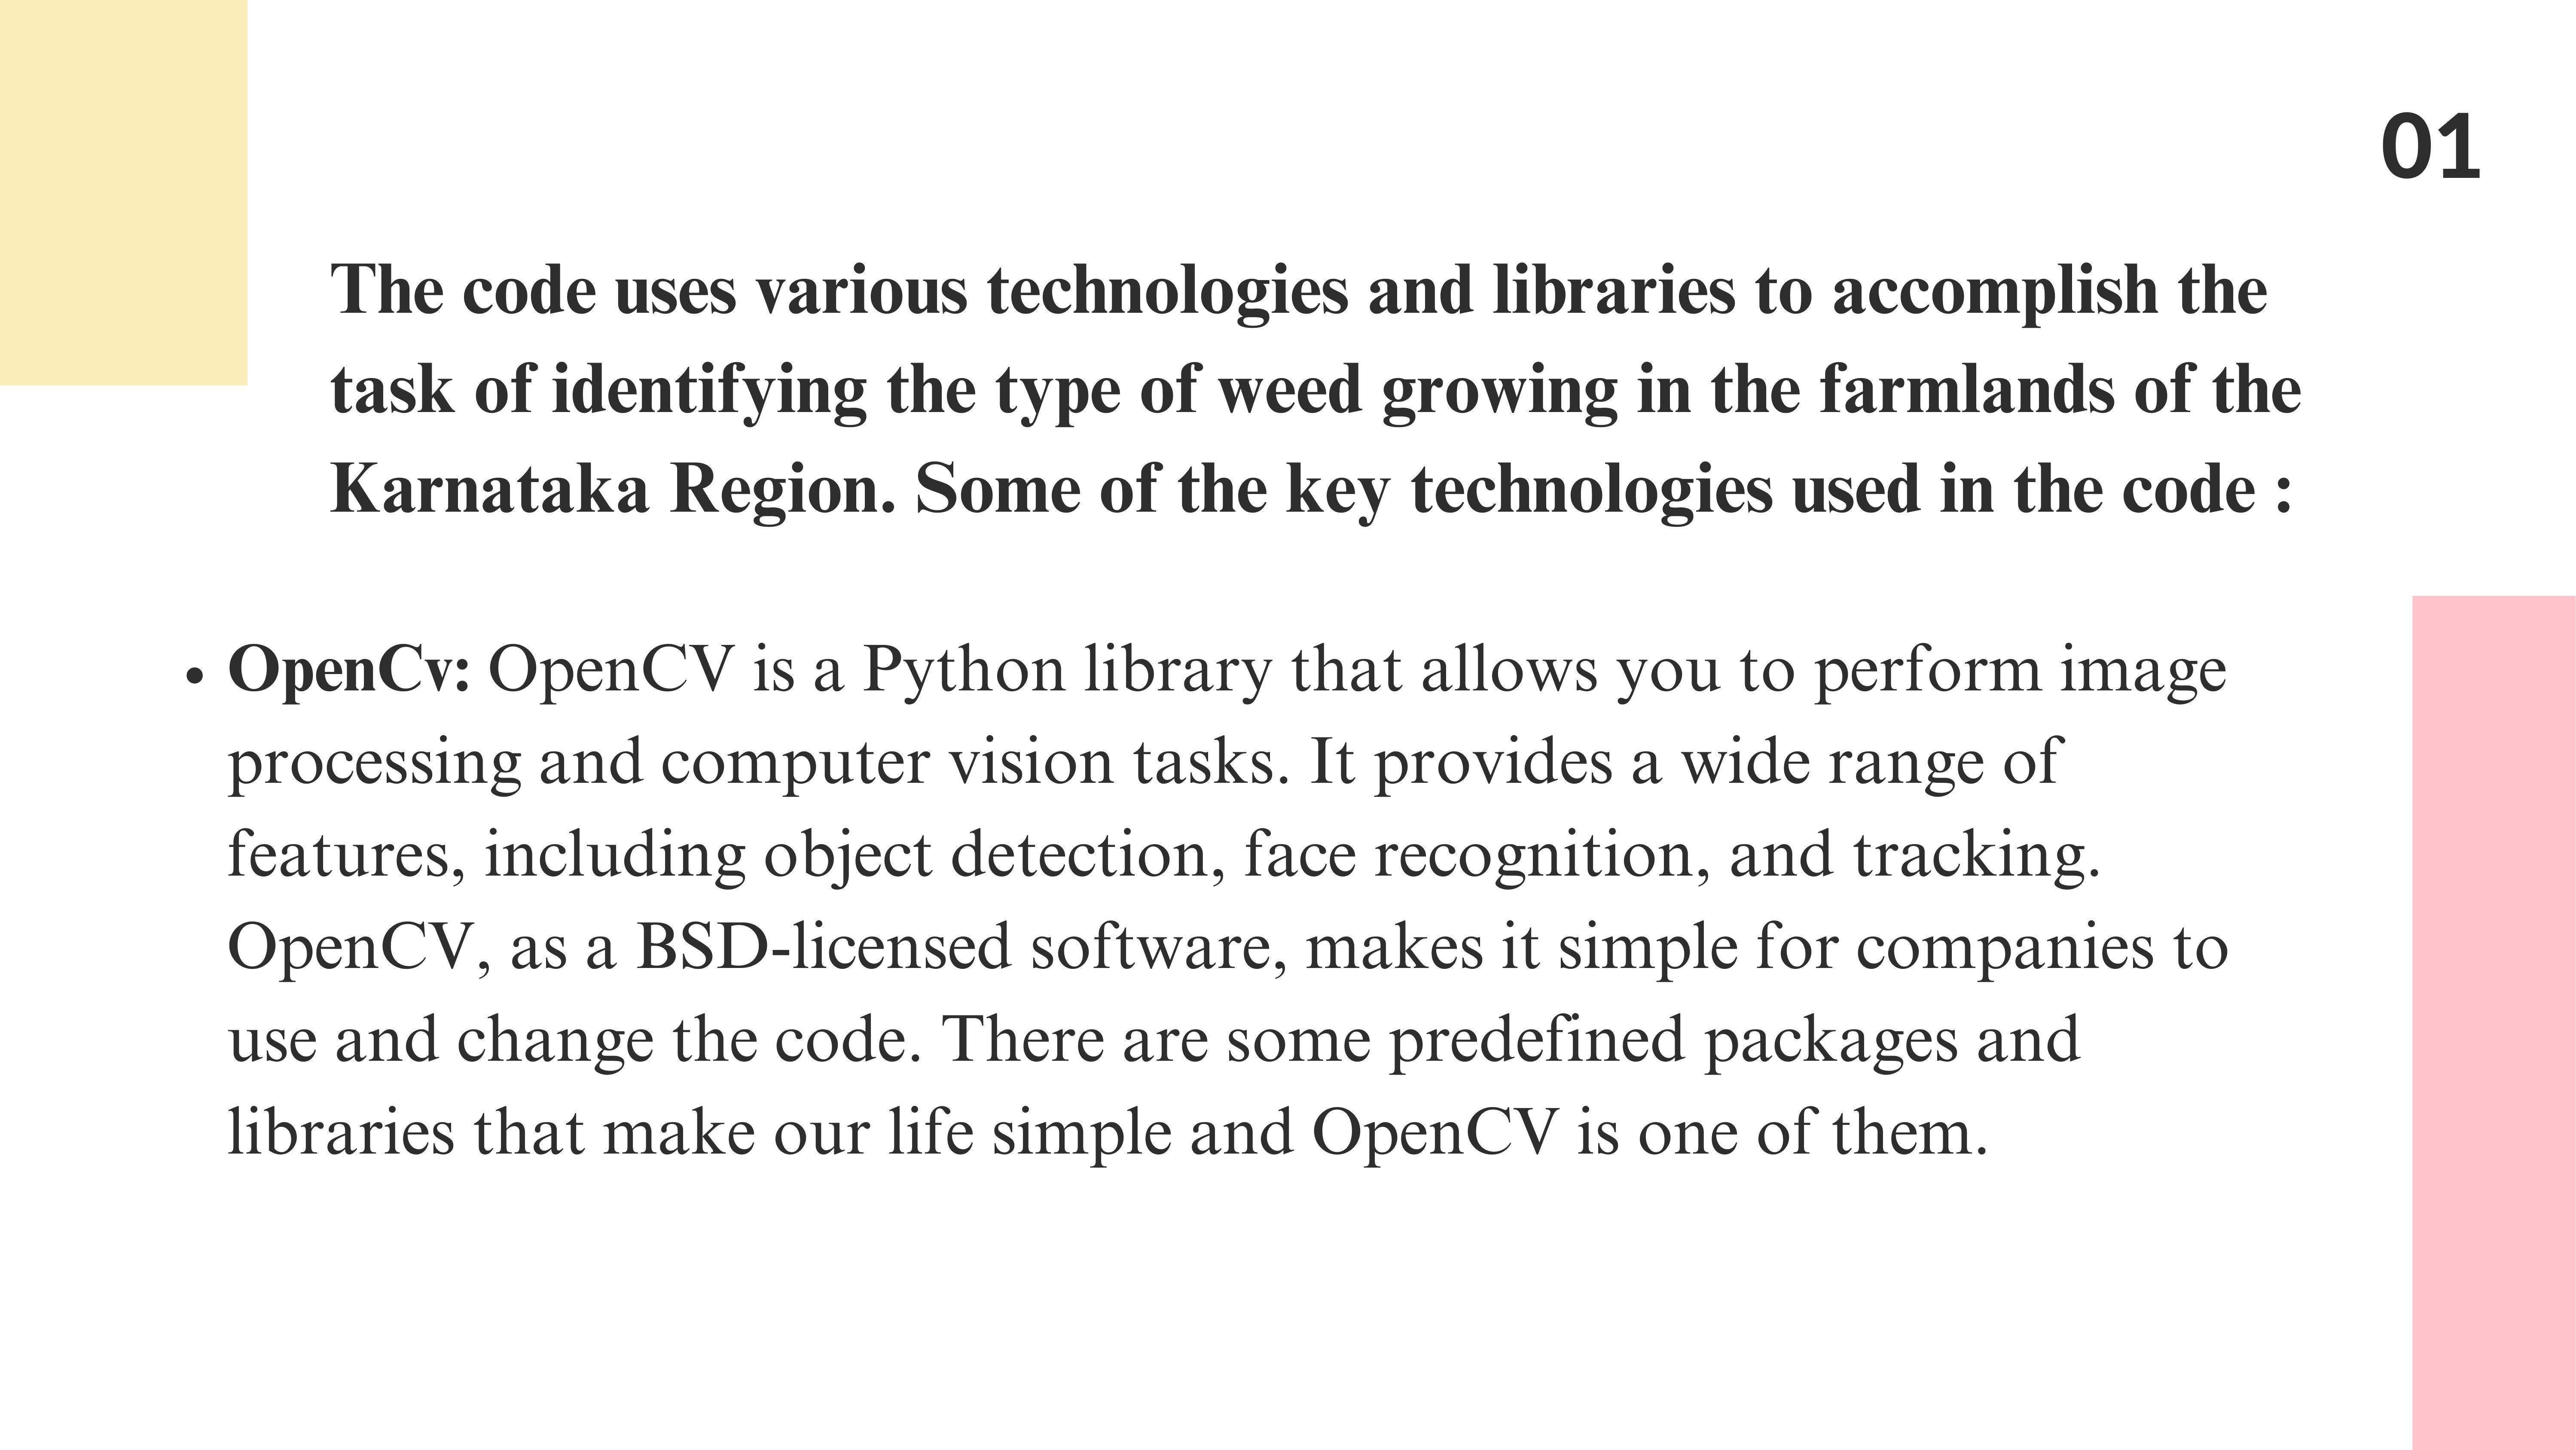 01
The code uses various technologies and libraries to accomplish the
task of identifying the type of weed growing in the farmlands of the
Karnataka Region. Some of the key technologies used in the code :
• OpenCv: OpenCV is a Python library that allows you to perform image
processing and computer vision tasks. It provides a wide range of
features, including object detection, face recognition, and tracking.
OpenCV, as a BSD-licensed software, makes it simple for companies to
use and change the code. There are some predefined packages and
libraries that make our life simple and OpenCV is one of them.